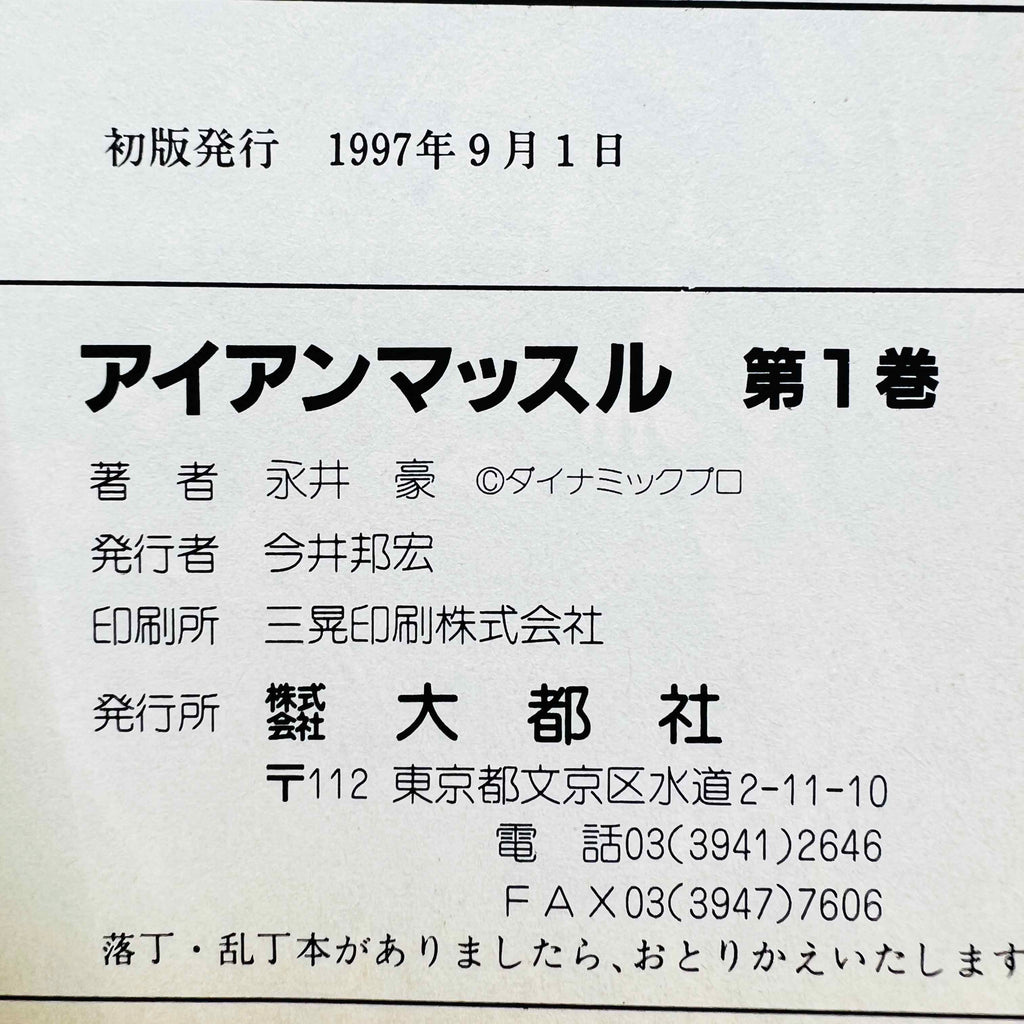 初版発行　1997年9月1日
アイアンマッスル　第1巻
著　者　永井　豪　©ダイナミックプロ
発行者　今井邦宏
印刷所　三晃印刷株式会社
発行所　株式会社　大　都　社
〒112 東京都文京区水道2-11-10
電　話03(3941)2646
ＦＡＸ03(3947)7606
落丁・乱丁本がありましたら、おとりかえいたします